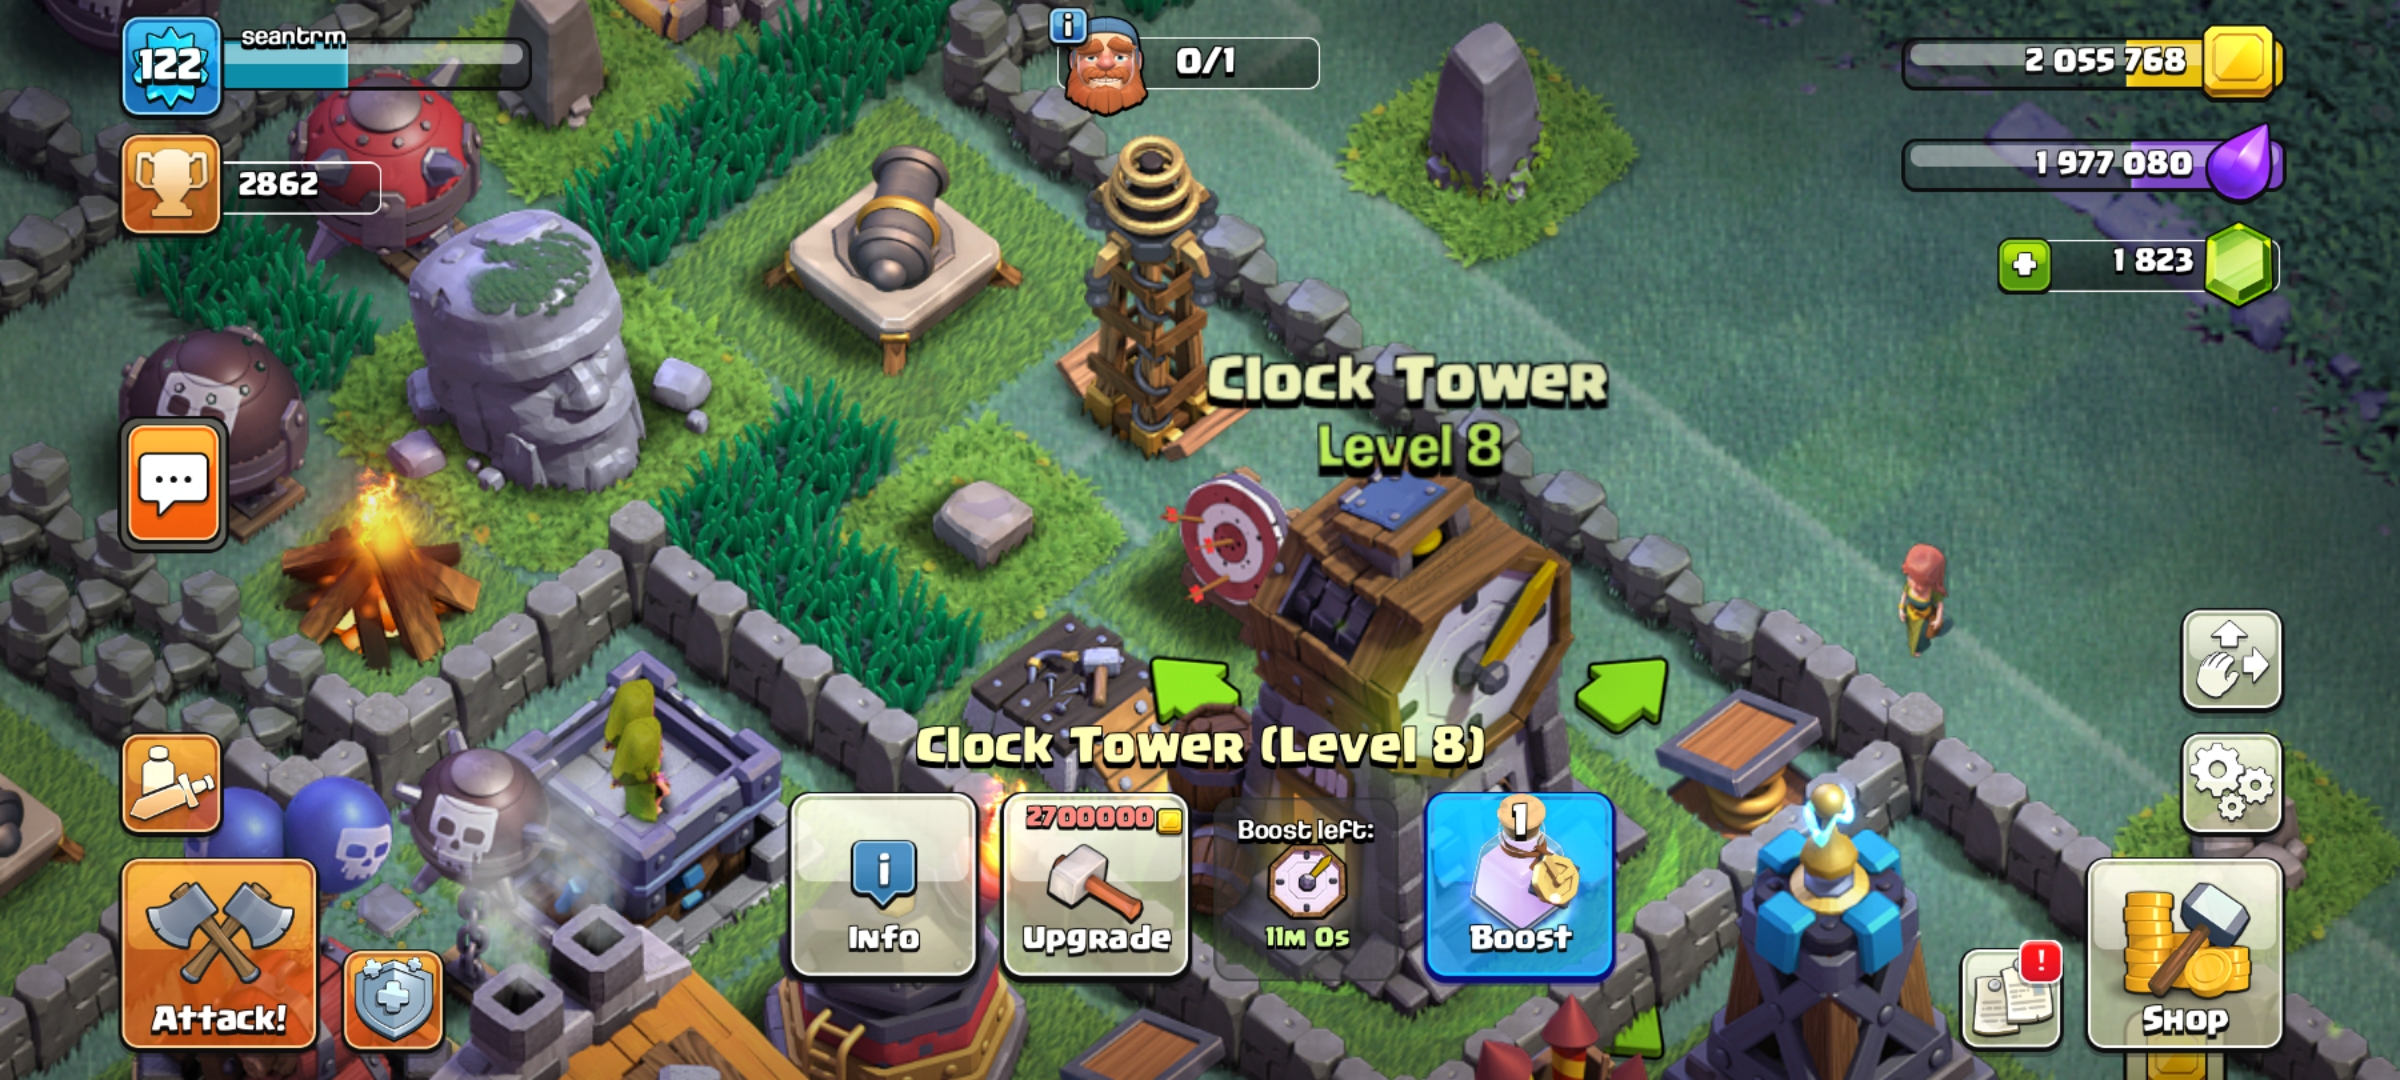 122
seantrm
0/1
2 055 768
2862
1 977 080
1 823
Clock Tower
Level 8
Clock Tower (Level 8)
Info
2700000
Upgrade
Boost left:
11M 0s
1
Boost
Attack!
!
Shop